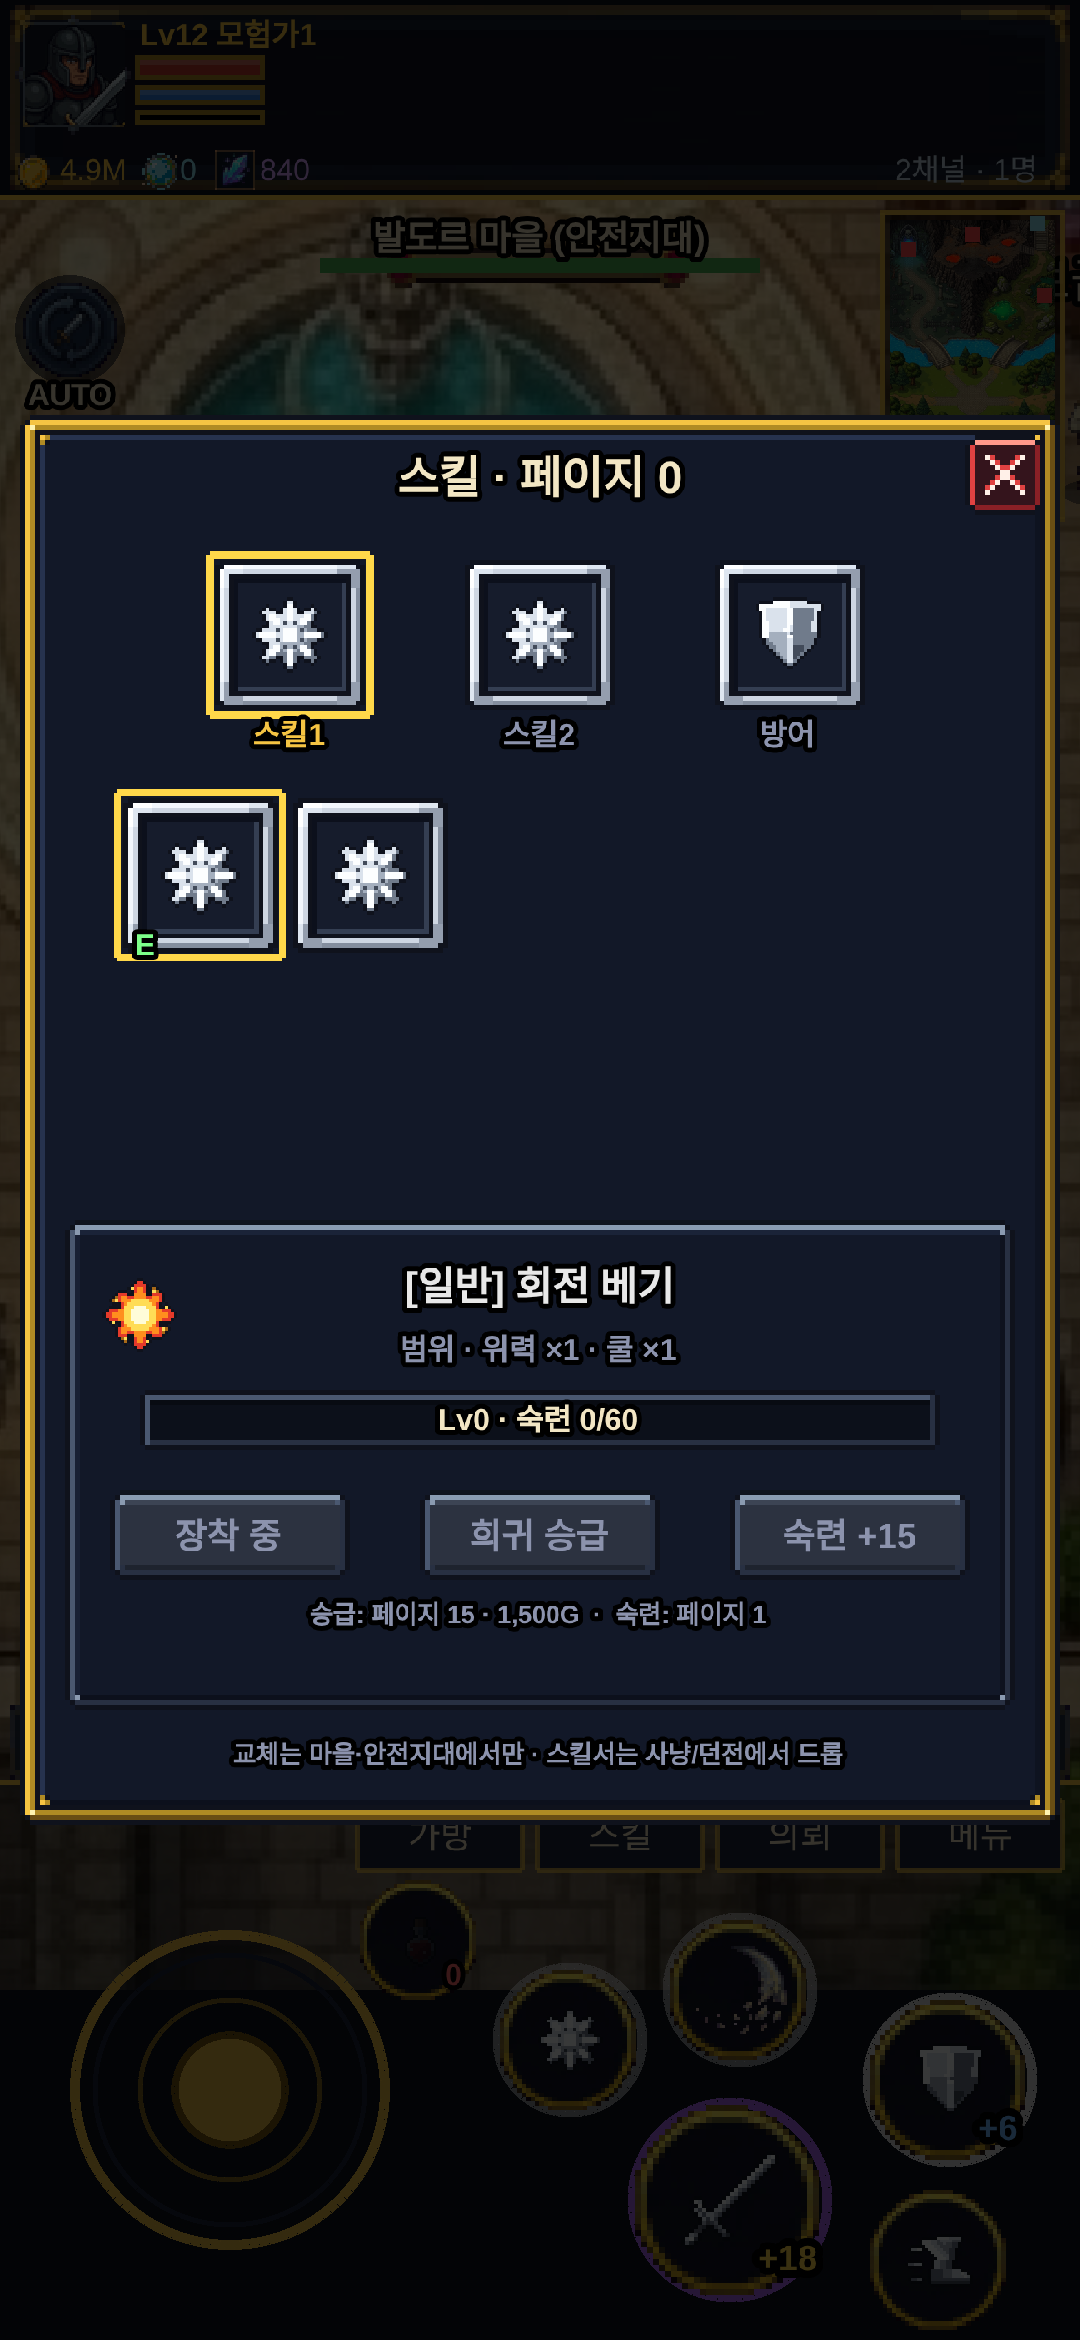 Lv12 모험가1
4.9M 0 840 2채널 · 1명
발도르 마을 (안전지대)
AUTO
스킬 · 페이지 0
스킬1 스킬2 방어
E
[일반] 회전 베기
범위 · 위력 ×1 · 쿨 ×1
Lv0 · 숙련 0/60
장착 중 희귀 승급 숙련 +15
승급: 페이지 15 · 1,500G · 숙련: 페이지 1
교체는 마을·안전지대에서만 · 스킬서는 사냥/던전에서 드롭
가방 스킬 의뢰 메뉴
0
+6
+18